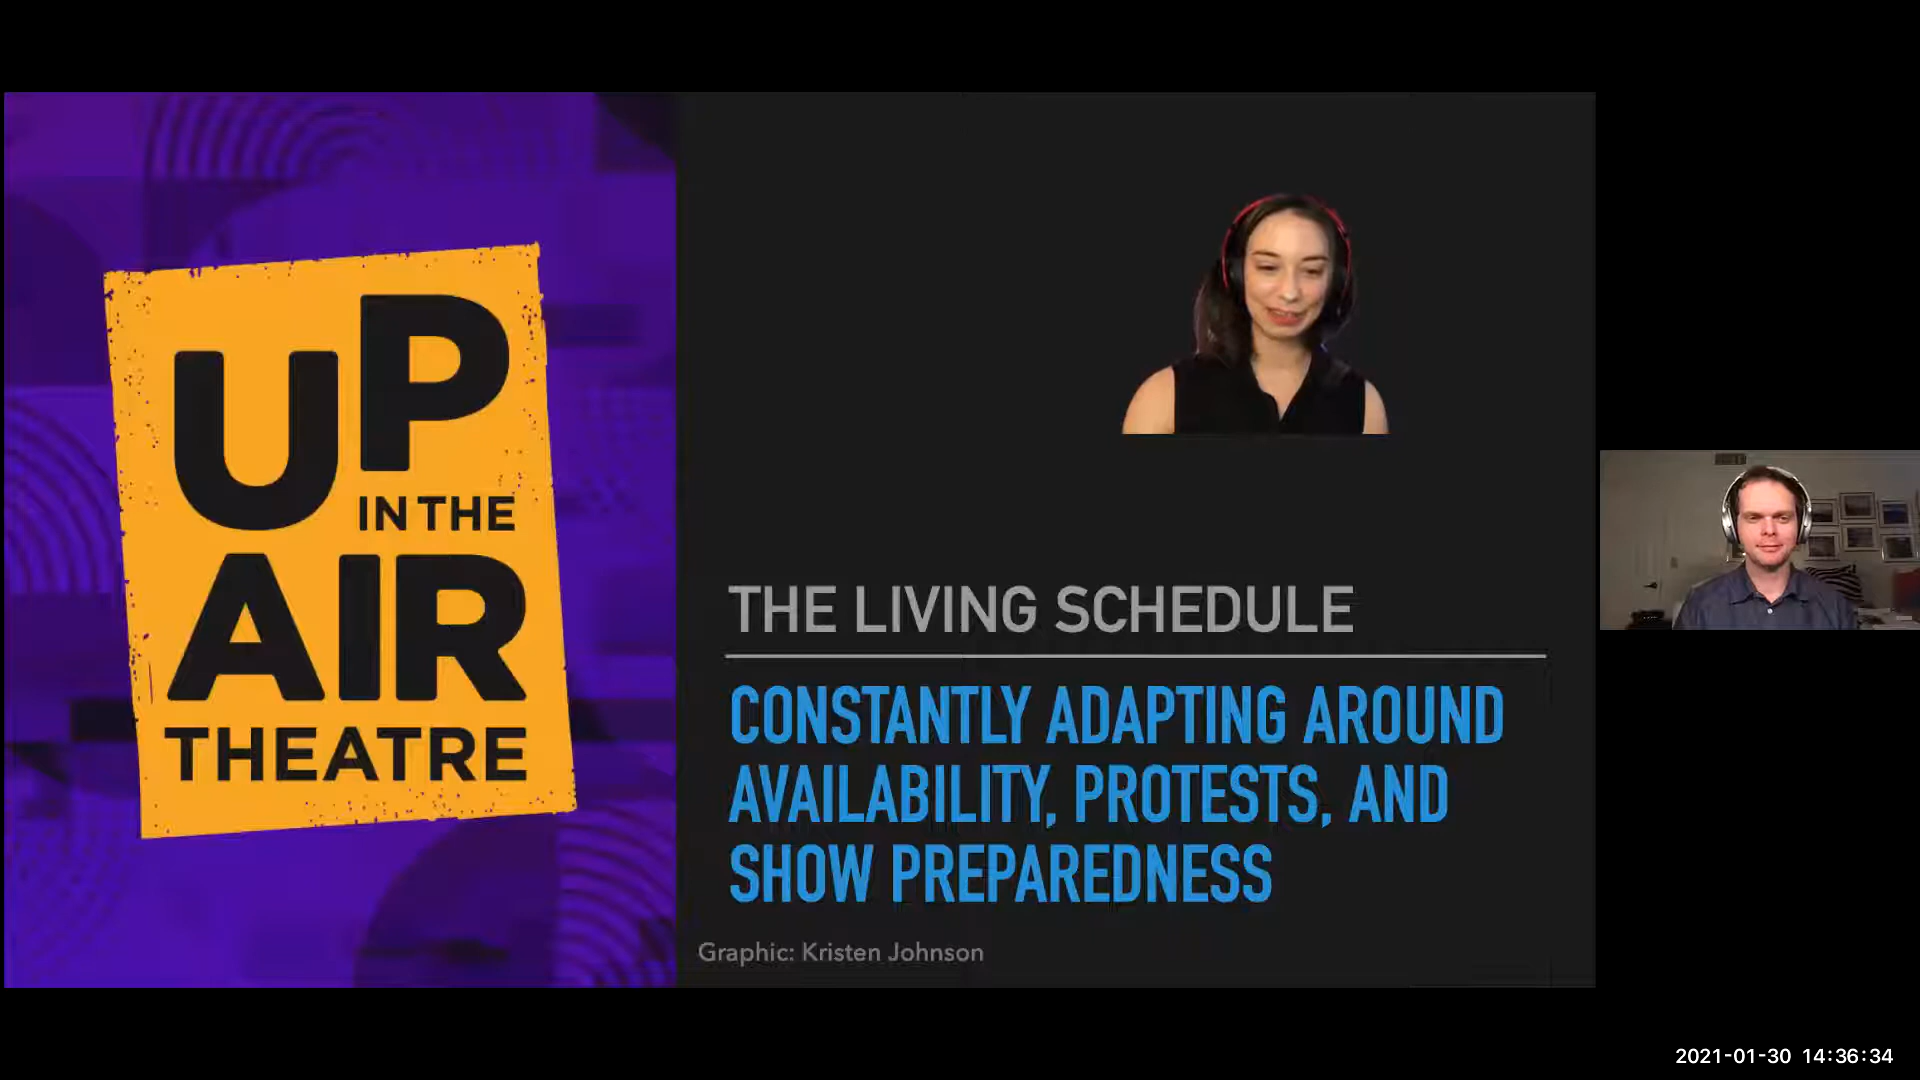 UP
IN THE
AIR
THEATRE
THE LIVING SCHEDULE
CONSTANTLY ADAPTING AROUND
AVAILABILITY, PROTESTS, AND
SHOW PREPAREDNESS
Graphic: Kristen Johnson
2021-01-30 14:36:34